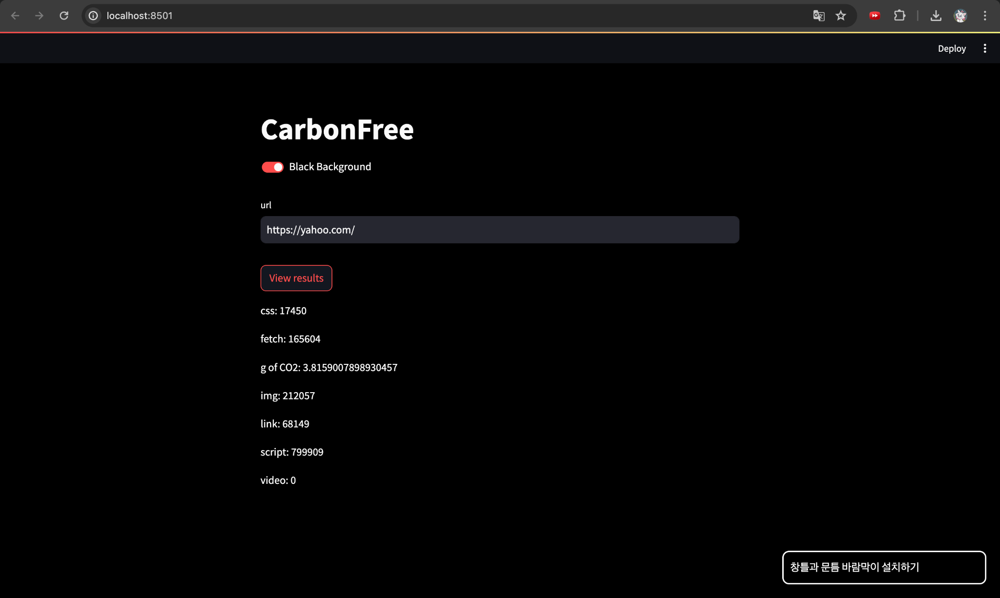 localhost:8501
Deploy
CarbonFree
Black Background
url
https://yahoo.com/
View results
css: 17450
fetch: 165604
g of CO2: 3.8159007898930457
img: 212057
link: 68149
script: 799909
video: 0
창틀과 문틈 바람막이 설치하기